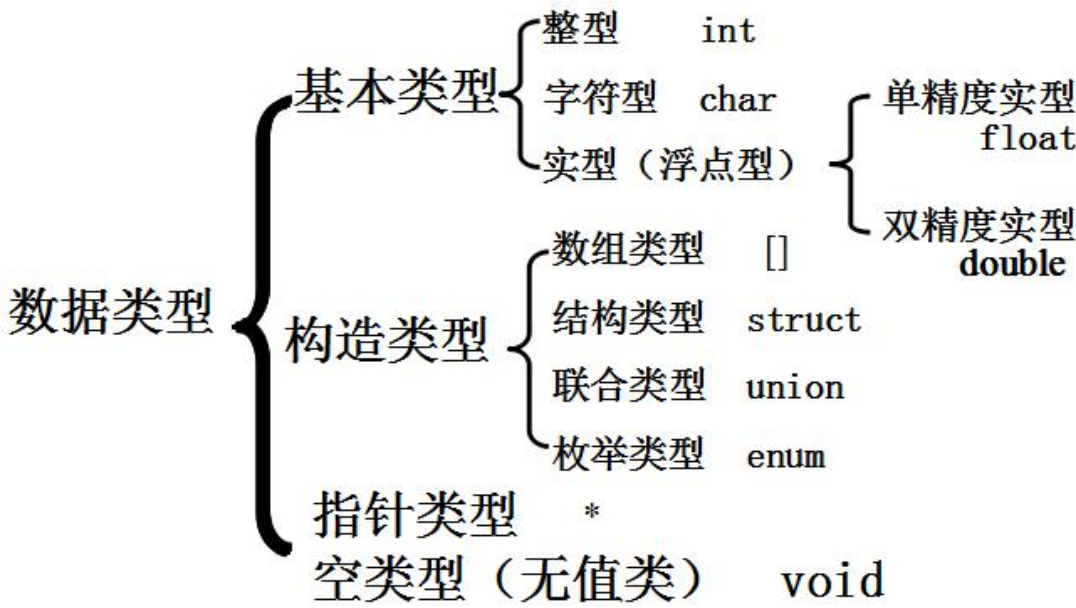 整型 int
基本类型
字符型 char
单精度实型
float
实型（浮点型）
双精度实型
double
数据类型
数组类型 []
构造类型
结构类型 struct
联合类型 union
枚举类型 enum
指针类型 *
空类型（无值类） void